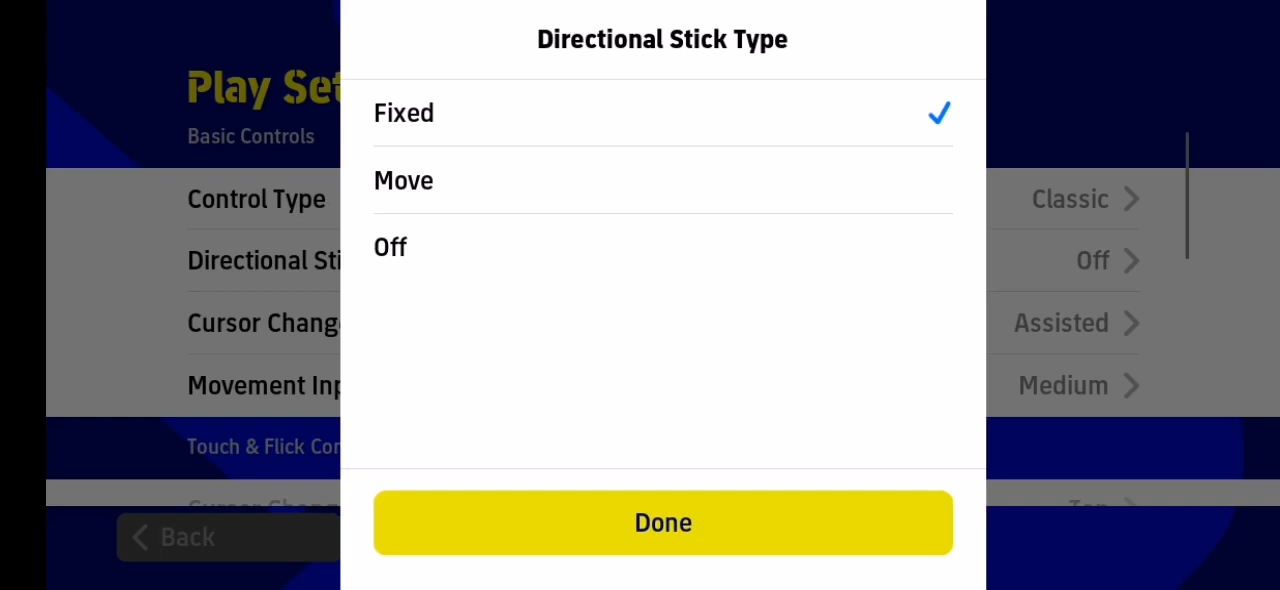 Directional Stick Type
Play Set
Basic Controls
Fixed
Move
Off
Control Type Classic
Directional Sti Off
Cursor Chang Assisted
Movement Inp Medium
Touch & Flick Con
Done
Back